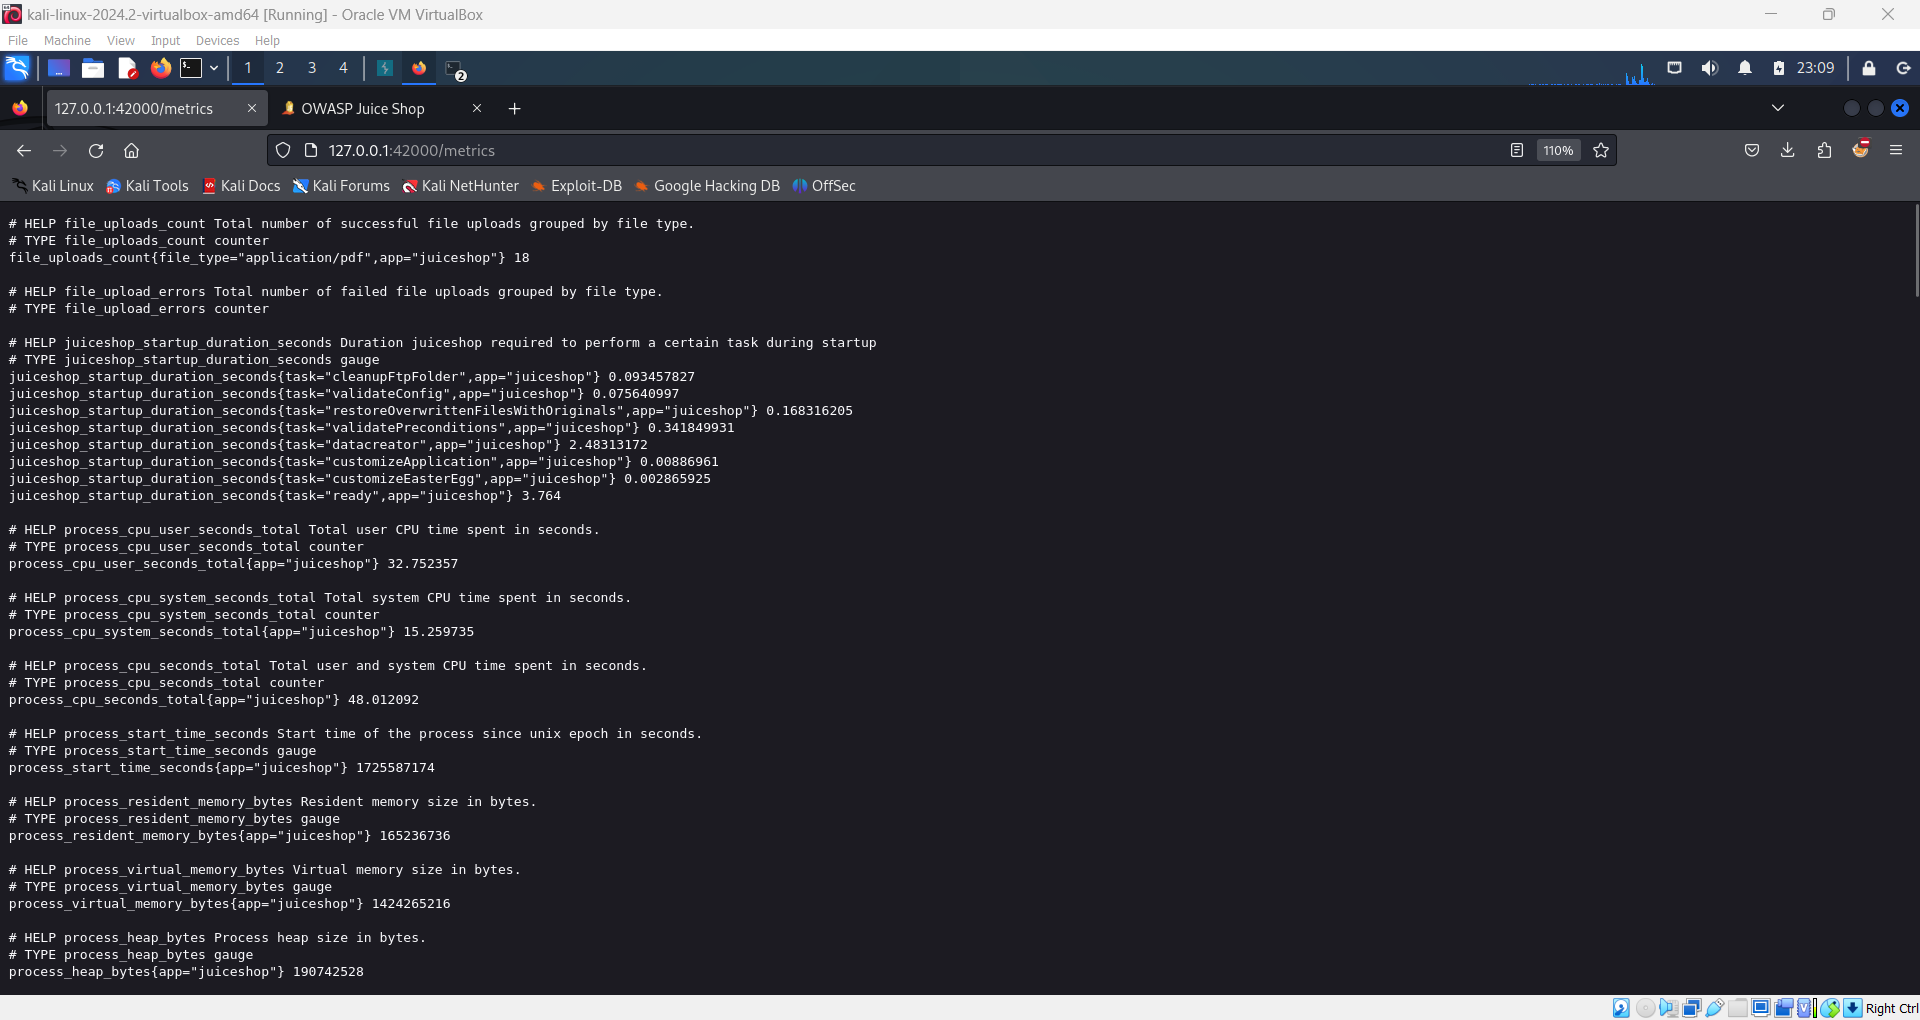 kali-linux-2024.2-virtualbox-amd64 [Running] - Oracle VM VirtualBox
File Machine View Input Devices Help
1 2 3 4 2 23:09
127.0.0.1:42000/metrics OWASP Juice Shop
127.0.0.1:42000/metrics 110%
Kali Linux Kali Tools Kali Docs Kali Forums Kali NetHunter Exploit-DB Google Hacking DB OffSec
# HELP file_uploads_count Total number of successful file uploads grouped by file type.
# TYPE file_uploads_count counter
file_uploads_count{file_type="application/pdf",app="juiceshop"} 18
# HELP file_upload_errors Total number of failed file uploads grouped by file type.
# TYPE file_upload_errors counter
# HELP juiceshop_startup_duration_seconds Duration juiceshop required to perform a certain task during startup
# TYPE juiceshop_startup_duration_seconds gauge
juiceshop_startup_duration_seconds{task="cleanupFtpFolder",app="juiceshop"} 0.093457827
juiceshop_startup_duration_seconds{task="validateConfig",app="juiceshop"} 0.075640997
juiceshop_startup_duration_seconds{task="restoreOverwrittenFilesWithOriginals",app="juiceshop"} 0.168316205
juiceshop_startup_duration_seconds{task="validatePreconditions",app="juiceshop"} 0.341849931
juiceshop_startup_duration_seconds{task="datacreator",app="juiceshop"} 2.48313172
juiceshop_startup_duration_seconds{task="customizeApplication",app="juiceshop"} 0.00886961
juiceshop_startup_duration_seconds{task="customizeEasterEgg",app="juiceshop"} 0.002865925
juiceshop_startup_duration_seconds{task="ready",app="juiceshop"} 3.764
# HELP process_cpu_user_seconds_total Total user CPU time spent in seconds.
# TYPE process_cpu_user_seconds_total counter
process_cpu_user_seconds_total{app="juiceshop"} 32.752357
# HELP process_cpu_system_seconds_total Total system CPU time spent in seconds.
# TYPE process_cpu_system_seconds_total counter
process_cpu_system_seconds_total{app="juiceshop"} 15.259735
# HELP process_cpu_seconds_total Total user and system CPU time spent in seconds.
# TYPE process_cpu_seconds_total counter
process_cpu_seconds_total{app="juiceshop"} 48.012092
# HELP process_start_time_seconds Start time of the process since unix epoch in seconds.
# TYPE process_start_time_seconds gauge
process_start_time_seconds{app="juiceshop"} 1725587174
# HELP process_resident_memory_bytes Resident memory size in bytes.
# TYPE process_resident_memory_bytes gauge
process_resident_memory_bytes{app="juiceshop"} 165236736
# HELP process_virtual_memory_bytes Virtual memory size in bytes.
# TYPE process_virtual_memory_bytes gauge
process_virtual_memory_bytes{app="juiceshop"} 1424265216
# HELP process_heap_bytes Process heap size in bytes.
# TYPE process_heap_bytes gauge
process_heap_bytes{app="juiceshop"} 190742528
Right Ctrl